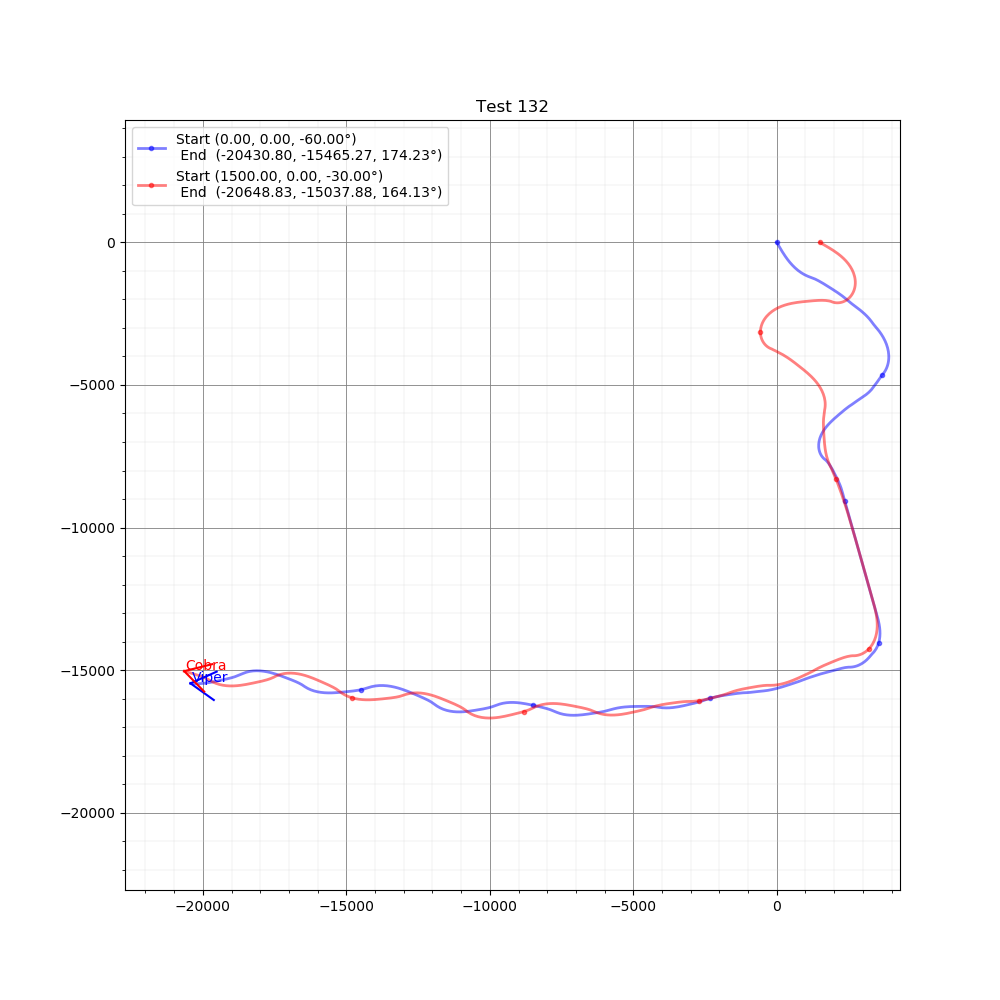 Test 132
Start (0.00, 0.00, -60.00°)
End (-20430.80, -15465.27, 174.23°)
Start (1500.00, 0.00, -30.00°)
End (-20648.83, -15037.88, 164.13°)
0
−5000
−10000
−15000
−20000
Cobra
Viper
−20000 −15000 −10000 −5000 0